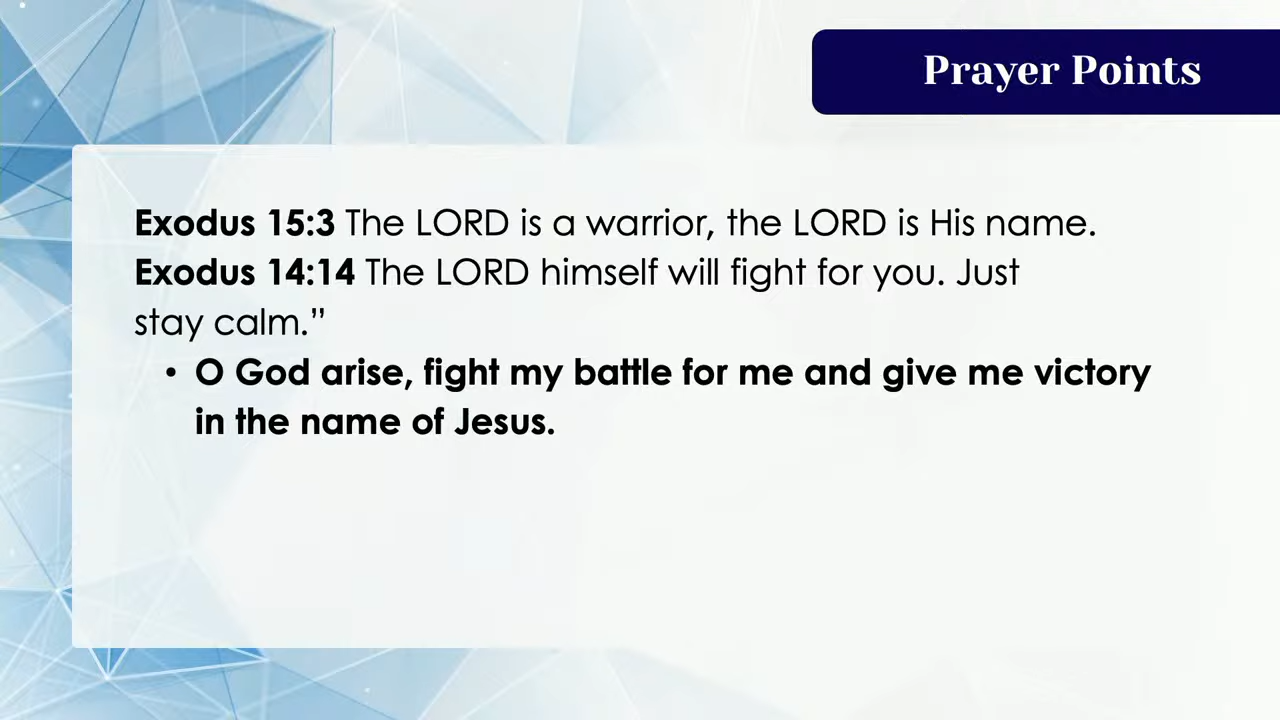 Prayer Points
Exodus 15:3 The LORD is a warrior, the LORD is His name.
Exodus 14:14 The LORD himself will fight for you. Just
stay calm.”
• O God arise, fight my battle for me and give me victory
in the name of Jesus.